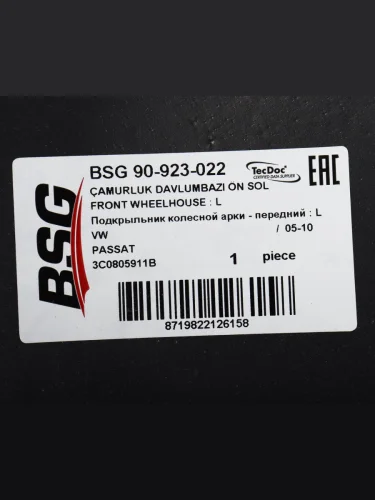 BSG
BSG 90-923-022
TecDoc
CERTIFIED DATA SUPPLIER
EAC
ÇAMURLUK DAVLUMBAZI ÖN SOL
FRONT WHEELHOUSE : L
Подкрыльник колесной арки - передний : L
VW / 05-10
PASSAT
3C0805911B 1 piece
8719822126158